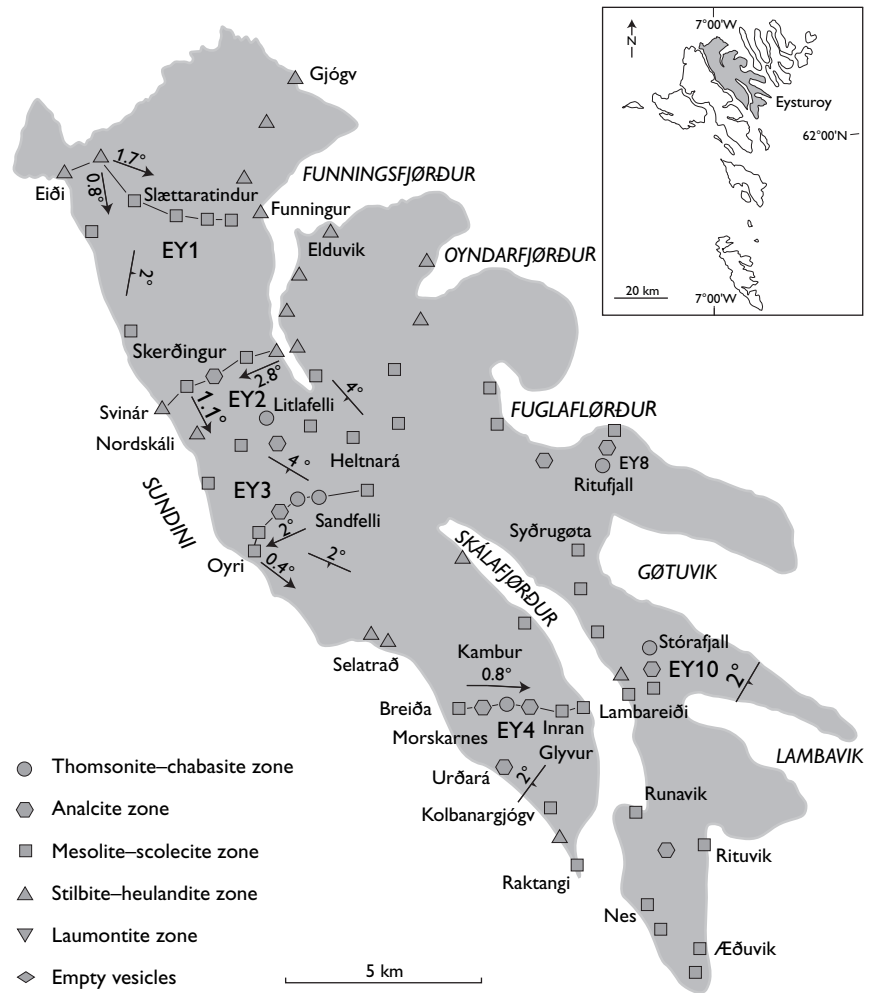 7°00'W
N
Eysturoy
62°00'N
20 km
7°00'W
Gjógv
FUNNINGSFJØRÐUR
1.7°
Eiði
0.8°
Slættaratindur
Funningur
EY1
Elduvik
OYNDARFJØRÐUR
2°
Skerðingur
2.8°
4°
Svinár
1.1°
EY2
Litlafelli
FUGLAFLØRÐUR
Nordskáli
4°
Heltnará
EY8
Ritufjall
SUNDINI
EY3
Sandfelli
2°
Oyri
0.4°
2°
SKÁLAFJØRÐUR
Syðrugøta
GØTUVIK
Stórafjall
EY10
2°
Selatrað
Kambur
0.8°
Breiða
Morskarnes
EY4
Inran
Glyvur
Lambareiði
LAMBAVIK
Urðará
2°
Kolbanargjógv
Runavik
Rituvik
Raktangi
Nes
Æðuvik
Thomsonite–chabasite zone
Analcite zone
Mesolite–scolecite zone
Stilbite–heulandite zone
Laumontite zone
Empty vesicles
5 km